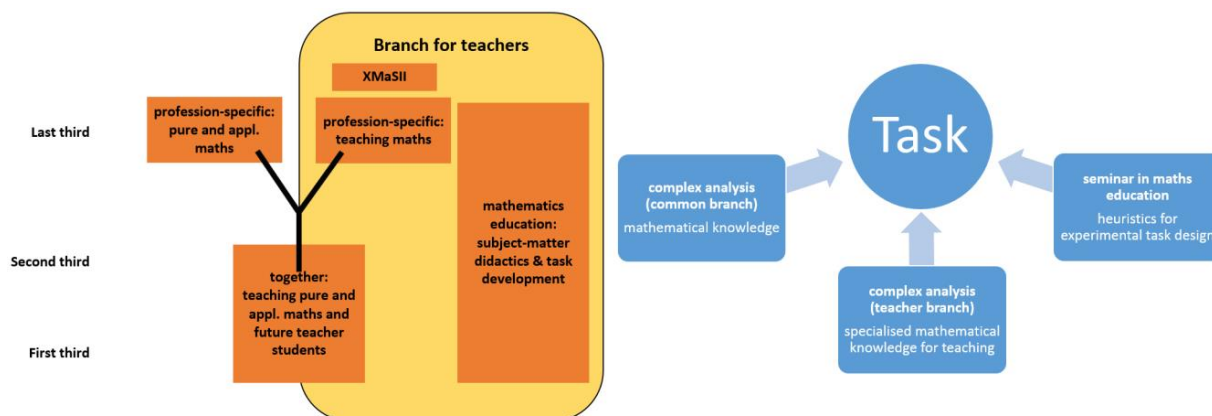 Branch for teachers
XMaSII
Last third
profession-specific:
pure and appl.
maths
profession-specific:
teaching maths
mathematics
education:
subject-matter
didactics & task
development
Second third
together:
teaching pure and
appl. maths and
future teacher
students
First third
Task
complex analysis
(common branch)
mathematical knowledge
seminar in maths
education
heuristics for
experimental task design
complex analysis
(teacher branch)
specialised mathematical
knowledge for teaching